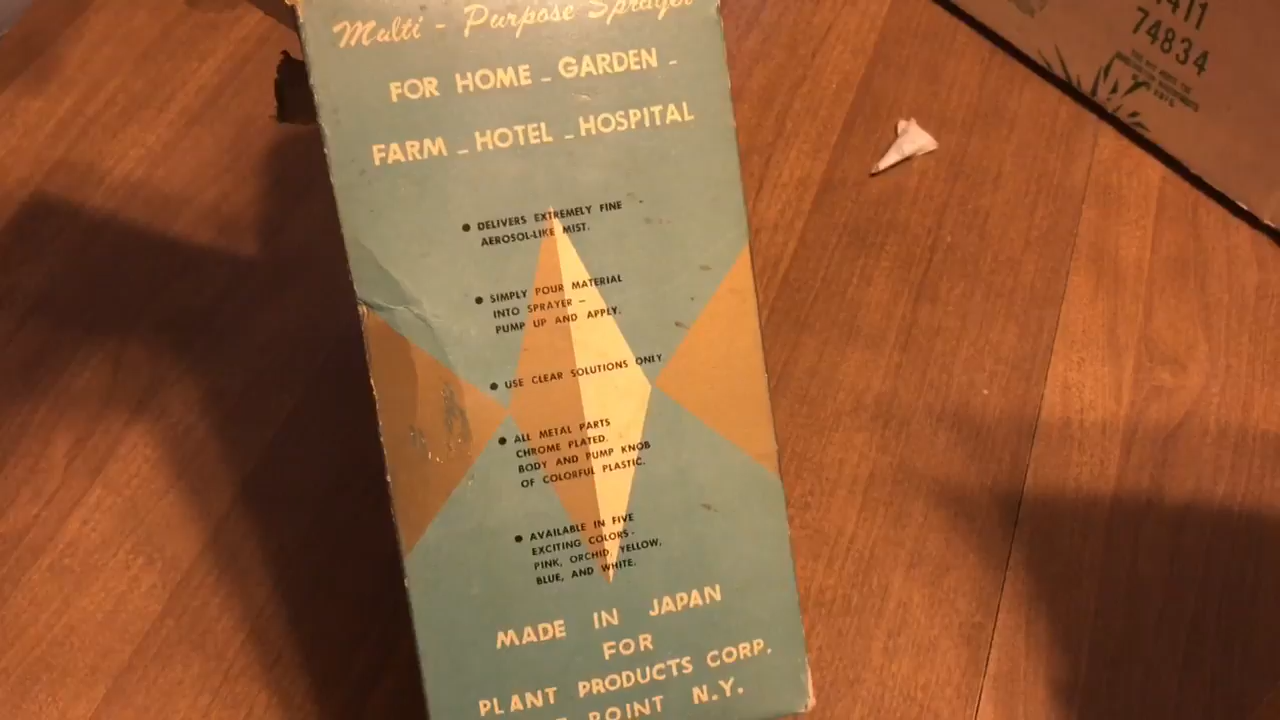 Multi - Purpose Sprayer
FOR HOME - GARDEN -
FARM - HOTEL - HOSPITAL
• DELIVERS EXTREMELY FINE
AEROSOL-LIKE MIST.
• SIMPLY POUR MATERIAL
INTO SPRAYER -
PUMP UP AND APPLY.
• USE CLEAR SOLUTIONS ONLY
• ALL METAL PARTS
CHROME PLATED.
BODY AND PUMP KNOB
OF COLORFUL PLASTIC.
• AVAILABLE IN FIVE
EXCITING COLORS.
PINK, ORCHID, YELLOW,
BLUE, AND WHITE.
MADE IN JAPAN
FOR
PLANT PRODUCTS CORP.
POINT N.Y.
74834